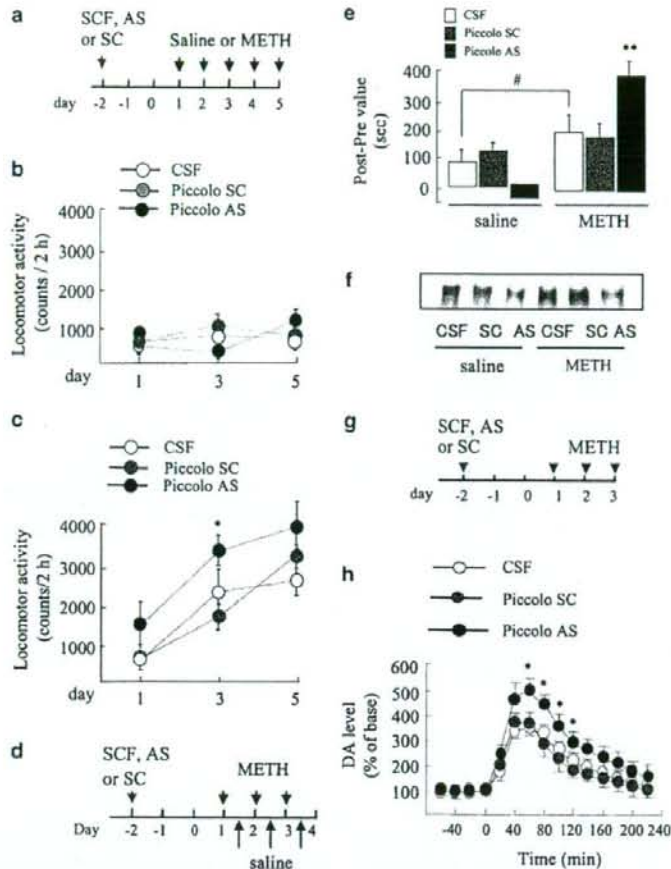 a
SCF, AS
or SC
Saline or METH
day
-2 -1 0 1 2 3 4 5
b
CSF
Piccolo SC
Piccolo AS
Locomotor activity
(counts / 2 h)
4000
3000
2000
1000
day
1 3 5
c
CSF
Piccolo SC
Piccolo AS
Locomotor activity
(counts/2 h)
4000
3000
2000
1000
*
day
1 3 5
d
SCF, AS
or SC
METH
Day
-2 -1 0 1 2 3 4
saline
e
CSF
Piccolo SC
Piccolo AS
Post-Pre value
(sec)
400
300
200
100
0
#
**
saline METH
f
CSF SC AS CSF SC AS
saline METH
g
SCF, AS
or SC
METH
day
-2 -1 0 1 2 3
h
CSF
Piccolo SC
Piccolo AS
DA level
(% of base)
600
500
400
300
200
100
* * * *
-40 0 40 80 120 160 200 240
Time (min)